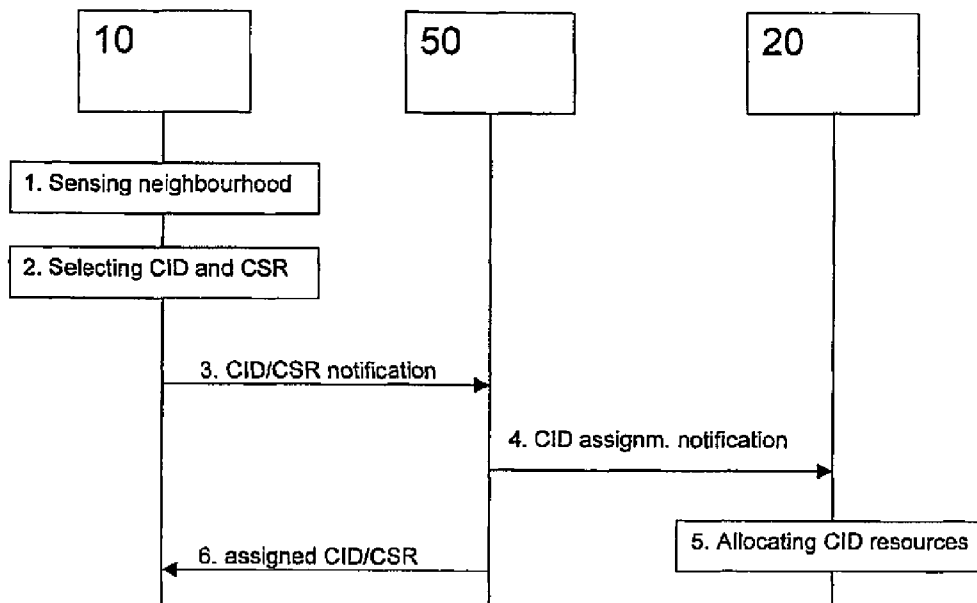 10
50
20
1. Sensing neighbourhood
2. Selecting CID and CSR
3. CID/CSR notification
4. CID assignm. notification
5. Allocating CID resources
6. assigned CID/CSR